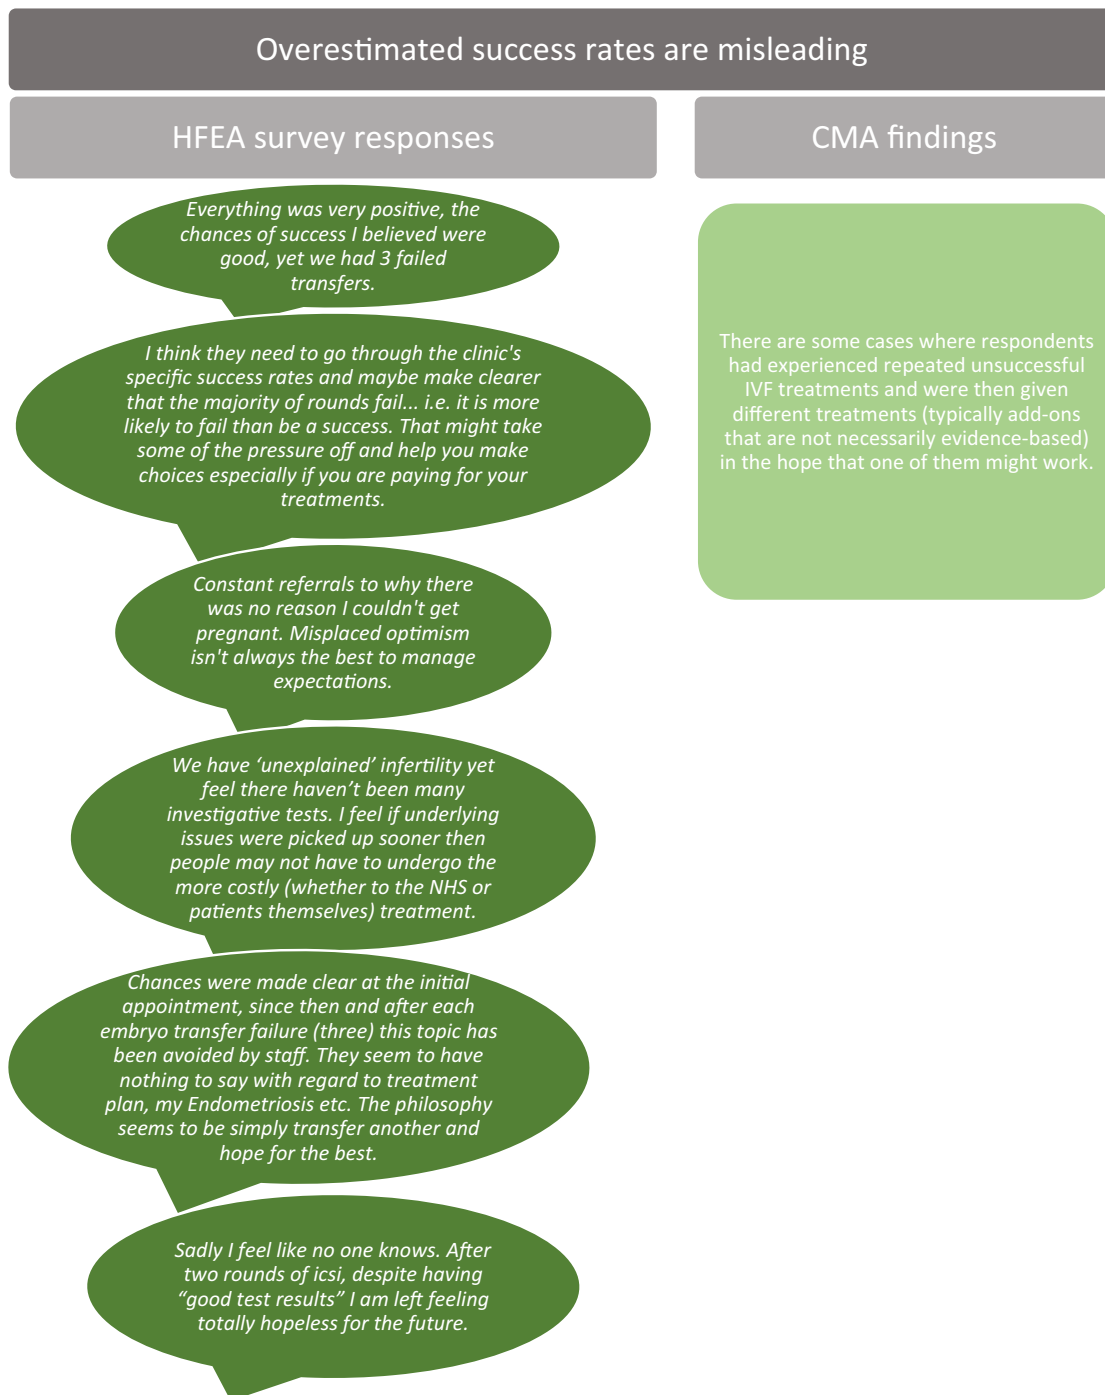 Overestimated success rates are misleading
HFEA survey responses
CMA findings
Everything was very positive, the
chances of success I believed were
good, yet we had 3 failed
transfers.
I think they need to go through the clinic's
specific success rates and maybe make clearer
that the majority of rounds fail... i.e. it is more
likely to fail than be a success. That might take
some of the pressure off and help you make
choices especially if you are paying for your
treatments.
Constant referrals to why there
was no reason I couldn't get
pregnant. Misplaced optimism
isn't always the best to manage
expectations.
We have ‘unexplained’ infertility yet
feel there haven’t been many
investigative tests. I feel if underlying
issues were picked up sooner then
people may not have to undergo the
more costly (whether to the NHS or
patients themselves) treatment.
Chances were made clear at the initial
appointment, since then and after each
embryo transfer failure (three) this topic has
been avoided by staff. They seem to have
nothing to say with regard to treatment
plan, my Endometriosis etc. The philosophy
seems to be simply transfer another and
hope for the best.
Sadly I feel like no one knows. After
two rounds of icsi, despite having
“good test results” I am left feeling
totally hopeless for the future.
There are some cases where respondents
had experienced repeated unsuccessful
IVF treatments and were then given
different treatments (typically add-ons
that are not necessarily evidence-based)
in the hope that one of them might work.